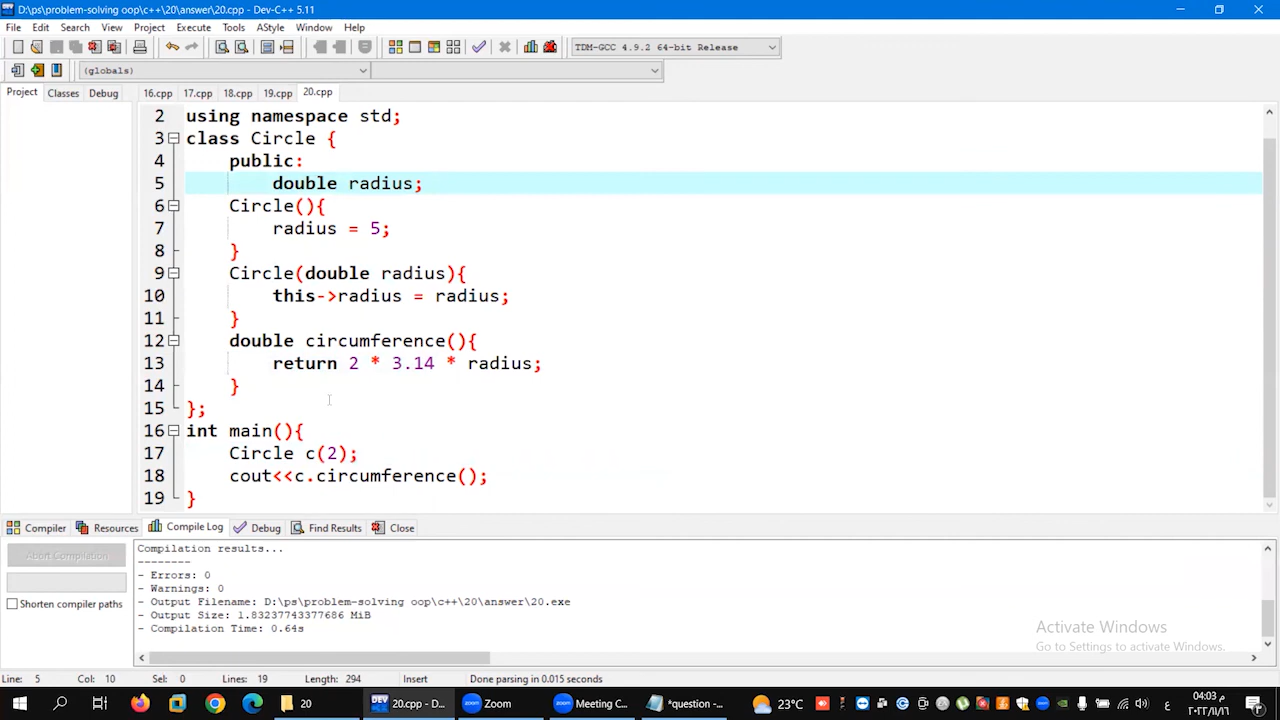 D:\ps\problem-solving oop\c++\20\answer\20.cpp - Dev-C++ 5.11
File Edit Search View Project Execute Tools AStyle Window Help
TDM-GCC 4.9.2 64-bit Release
(globals)
Project Classes Debug 16.cpp 17.cpp 18.cpp 19.cpp 20.cpp
2 using namespace std;
3 class Circle {
4 public:
5 double radius;
6 Circle(){
7 radius = 5;
8 }
9 Circle(double radius){
10 this->radius = radius;
11 }
12 double circumference(){
13 return 2 * 3.14 * radius;
14 }
15 };
16 int main(){
17 Circle c(2);
18 cout<<c.circumference();
19 }
Compiler Resources Compile Log Debug Find Results Close
Abort Compilation
Shorten compiler paths
Compilation results...
--------
- Errors: 0
- Warnings: 0
- Output Filename: D:\ps\problem-solving oop\c++\20\answer\20.exe
- Output Size: 1.83237743377686 MiB
- Compilation Time: 0.64s
Activate Windows
Go to Settings to activate Windows.
Line: 5 Col: 10 Sel: 0 Lines: 19 Length: 294 Insert Done parsing in 0.015 seconds
20 20.cpp - D... Zoom Meeting C... *question -... 23°C ع 04:03 م